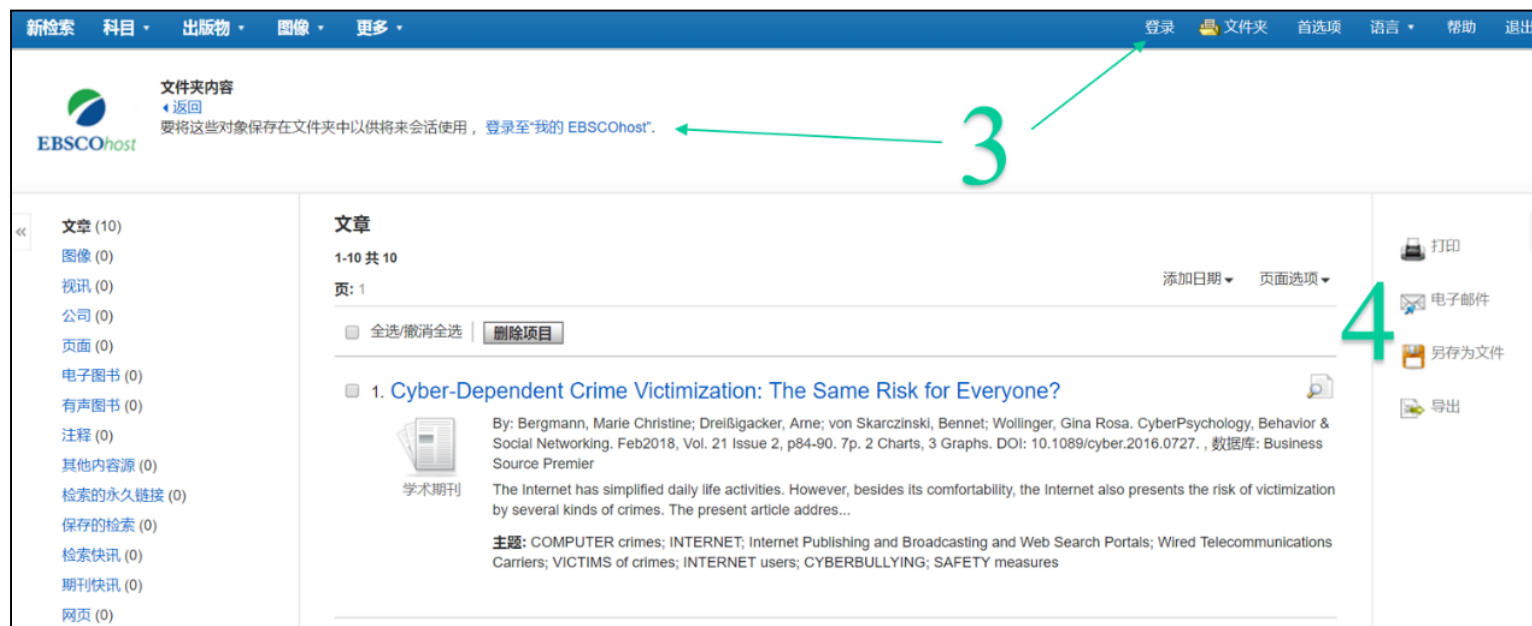 新检索 科目 出版物 图像 更多 登录 文件夹 首选项 语言 帮助 退出
文件夹内容
返回
要将这些对象保存在文件夹中以供将来会话使用， 登录至“我的 EBSCOhost”.
EBSCOhost
3
文章 (10)
图像 (0)
视讯 (0)
公司 (0)
页面 (0)
电子图书 (0)
有声图书 (0)
注释 (0)
其他内容源 (0)
检索的永久链接 (0)
保存的检索 (0)
检索快讯 (0)
期刊快讯 (0)
网页 (0)
文章
1-10 共 10
页: 1
添加日期 页面选项
全选/撤消全选 删除项目
1. Cyber-Dependent Crime Victimization: The Same Risk for Everyone?
By: Bergmann, Marie Christine; Dreißigacker, Arne; von Skarczinski, Bennet; Wollinger, Gina Rosa. CyberPsychology, Behavior &
Social Networking. Feb2018, Vol. 21 Issue 2, p84-90. 7p. 2 Charts, 3 Graphs. DOI: 10.1089/cyber.2016.0727. , 数据库: Business
Source Premier
学术期刊
The Internet has simplified daily life activities. However, besides its comfortability, the Internet also presents the risk of victimization
by several kinds of crimes. The present article addres...
主题: COMPUTER crimes; INTERNET; Internet Publishing and Broadcasting and Web Search Portals; Wired Telecommunications
Carriers; VICTIMS of crimes; INTERNET users; CYBERBULLYING; SAFETY measures
4
打印
电子邮件
另存为文件
导出